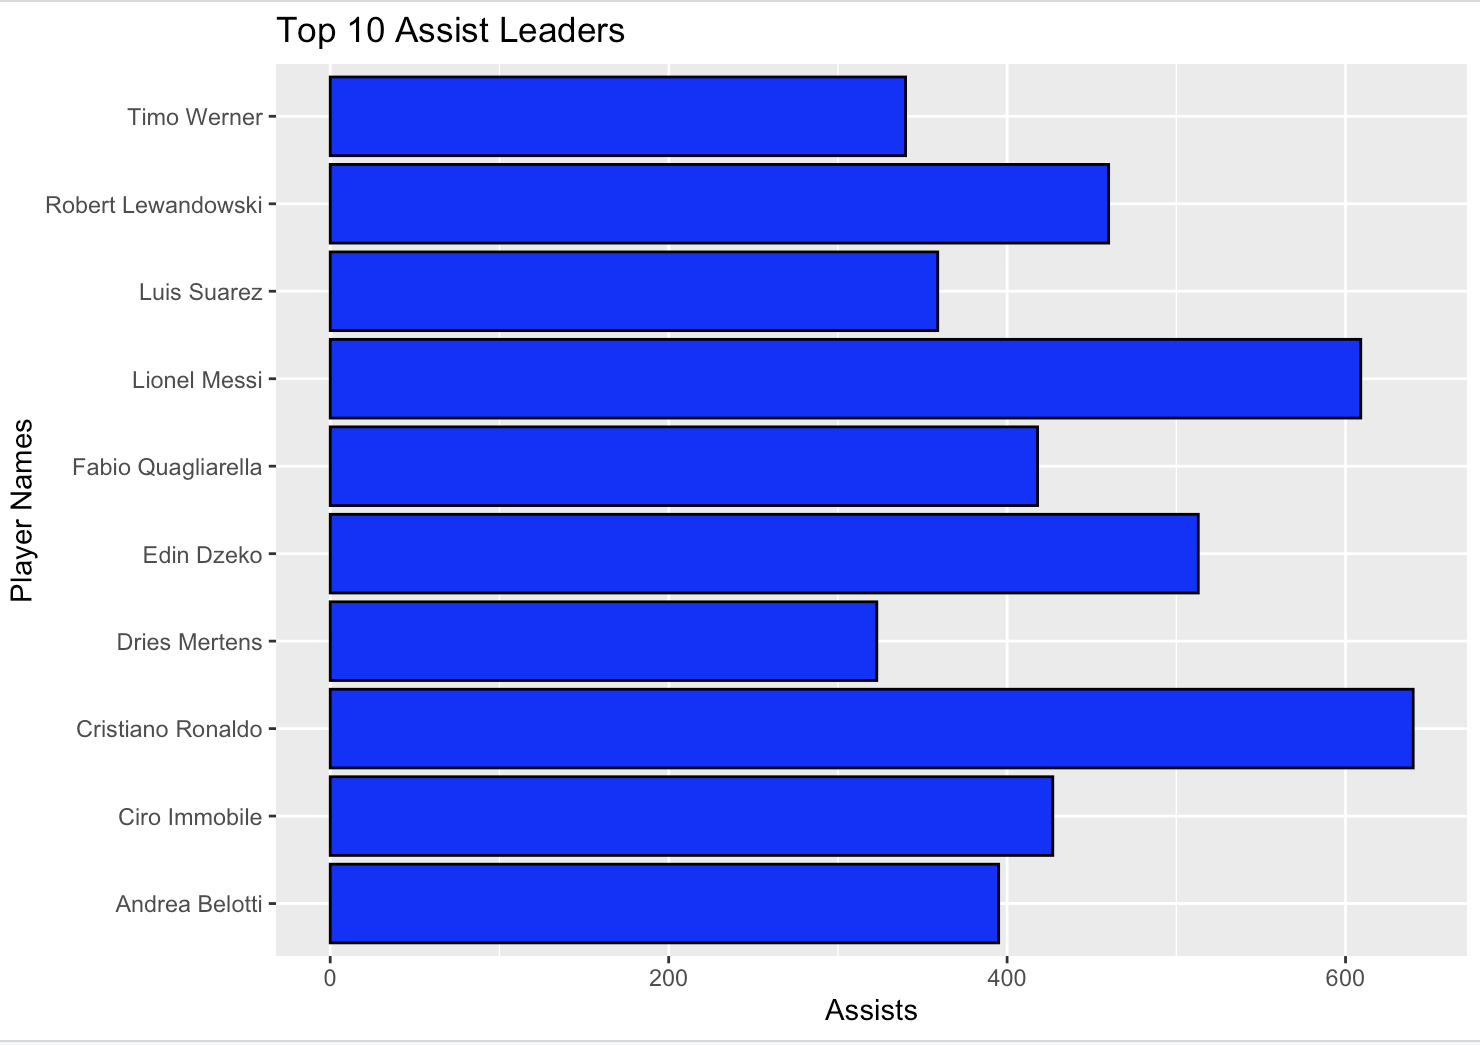 Top 10 Assist Leaders
Player Names
Timo Werner
Robert Lewandowski
Luis Suarez
Lionel Messi
Fabio Quagliarella
Edin Dzeko
Dries Mertens
Cristiano Ronaldo
Ciro Immobile
Andrea Belotti
0 200 400 600
Assists